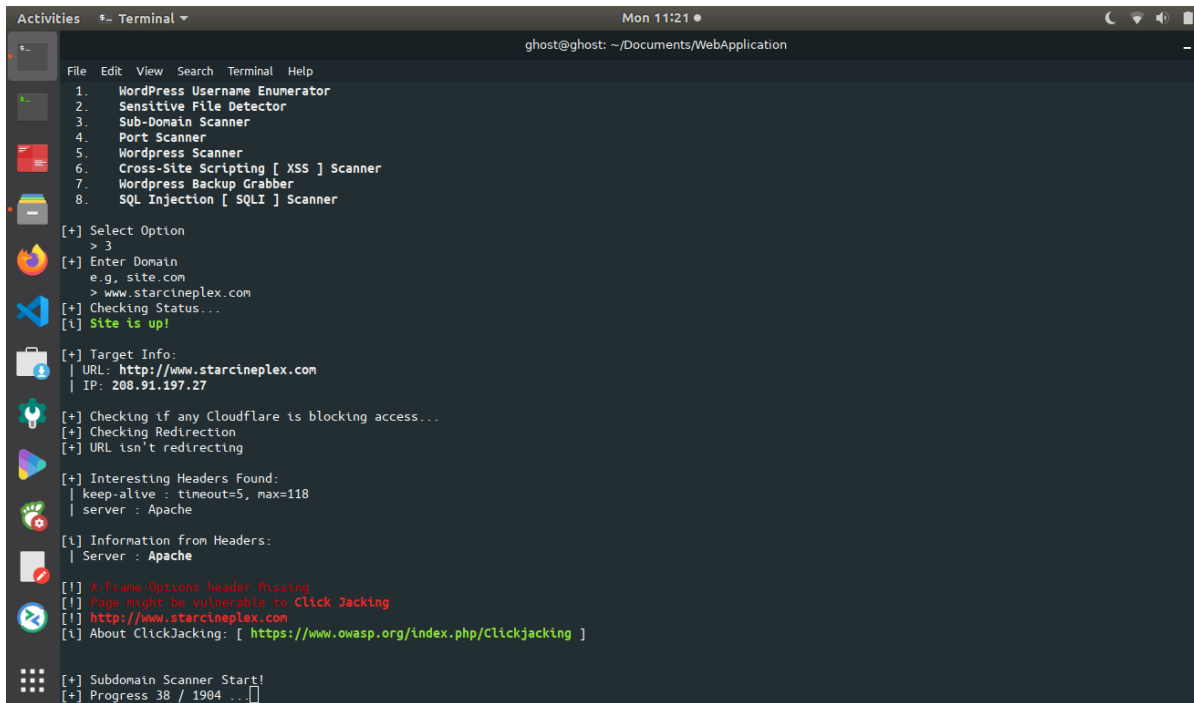 Activities Terminal Mon 11:21
ghost@ghost: ~/Documents/WebApplication
File Edit View Search Terminal Help
1. WordPress Username Enumerator
2. Sensitive File Detector
3. Sub-Domain Scanner
4. Port Scanner
5. Wordpress Scanner
6. Cross-Site Scripting [ XSS ] Scanner
7. Wordpress Backup Grabber
8. SQL Injection [ SQLI ] Scanner
[+] Select Option
> 3
[+] Enter Domain
e.g, site.com
> www.starcineplex.com
[+] Checking Status...
[i] Site is up!
[+] Target Info:
| URL: http://www.starcineplex.com
| IP: 208.91.197.27
[+] Checking if any Cloudflare is blocking access...
[+] Checking Redirection
[+] URL isn't redirecting
[+] Interesting Headers Found:
| keep-alive : timeout=5, max=118
| server : Apache
[i] Information from Headers:
| Server : Apache
[!] X-Frame-Options header Missing
[!] Page might be vulnerable to Click Jacking
[!] http://www.starcineplex.com
[i] About ClickJacking: [ https://www.owasp.org/index.php/Clickjacking ]
[+] Subdomain Scanner Start!
[+] Progress 38 / 1904 ...